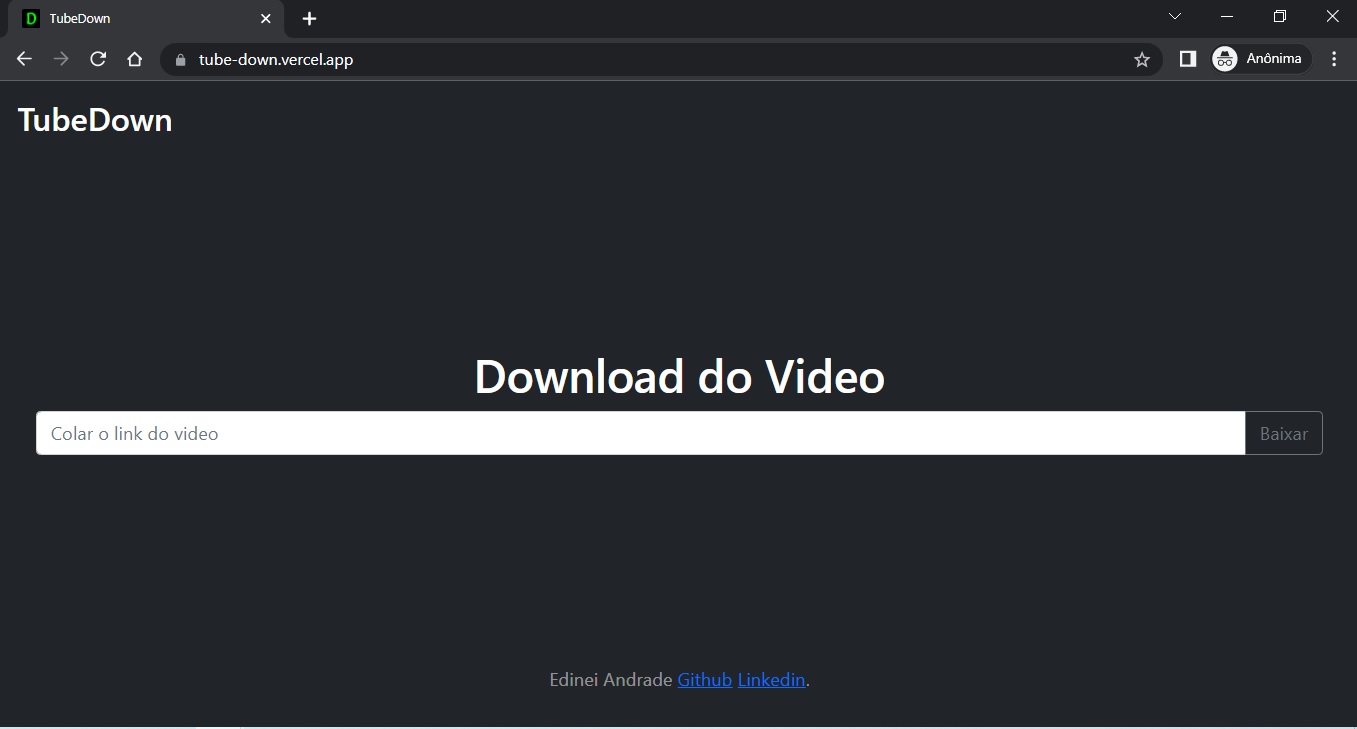 TubeDown
tube-down.vercel.app
Anônima
TubeDown
Download do Video
Colar o link do video
Baixar
Edinei Andrade Github Linkedin.